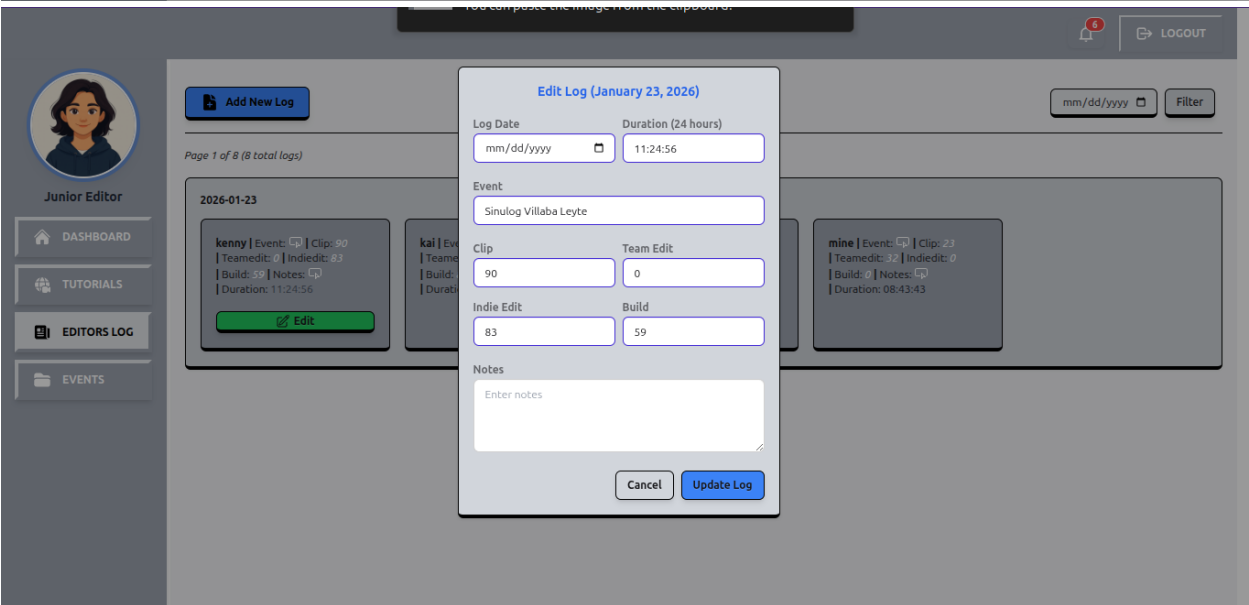 You can paste the image from the clipboard.
6
LOGOUT
Edit Log (January 23, 2026)
Add New Log
mm/dd/yyyy
Filter
Log Date
Duration (24 hours)
mm/dd/yyyy
11:24:56
Page 1 of 8 (8 total logs)
Junior Editor
Event
Sinulog Villaba Leyte
2026-01-23
DASHBOARD
TUTORIALS
EDITORS LOG
EVENTS
kenny | Event: | Clip: 90
| Teamedit: 0 | Indiedit: 83
| Build: 59 | Notes:
| Duration: 11:24:56
Edit
kai |
| Build:
mine | Event: | Clip: 23
| Teamedit: 32 | Indiedit: 0
| Build: 0 | Notes:
| Duration: 08:43:43
Clip
Team Edit
90
0
Indie Edit
Build
83
59
Notes
Enter notes
Cancel
Update Log